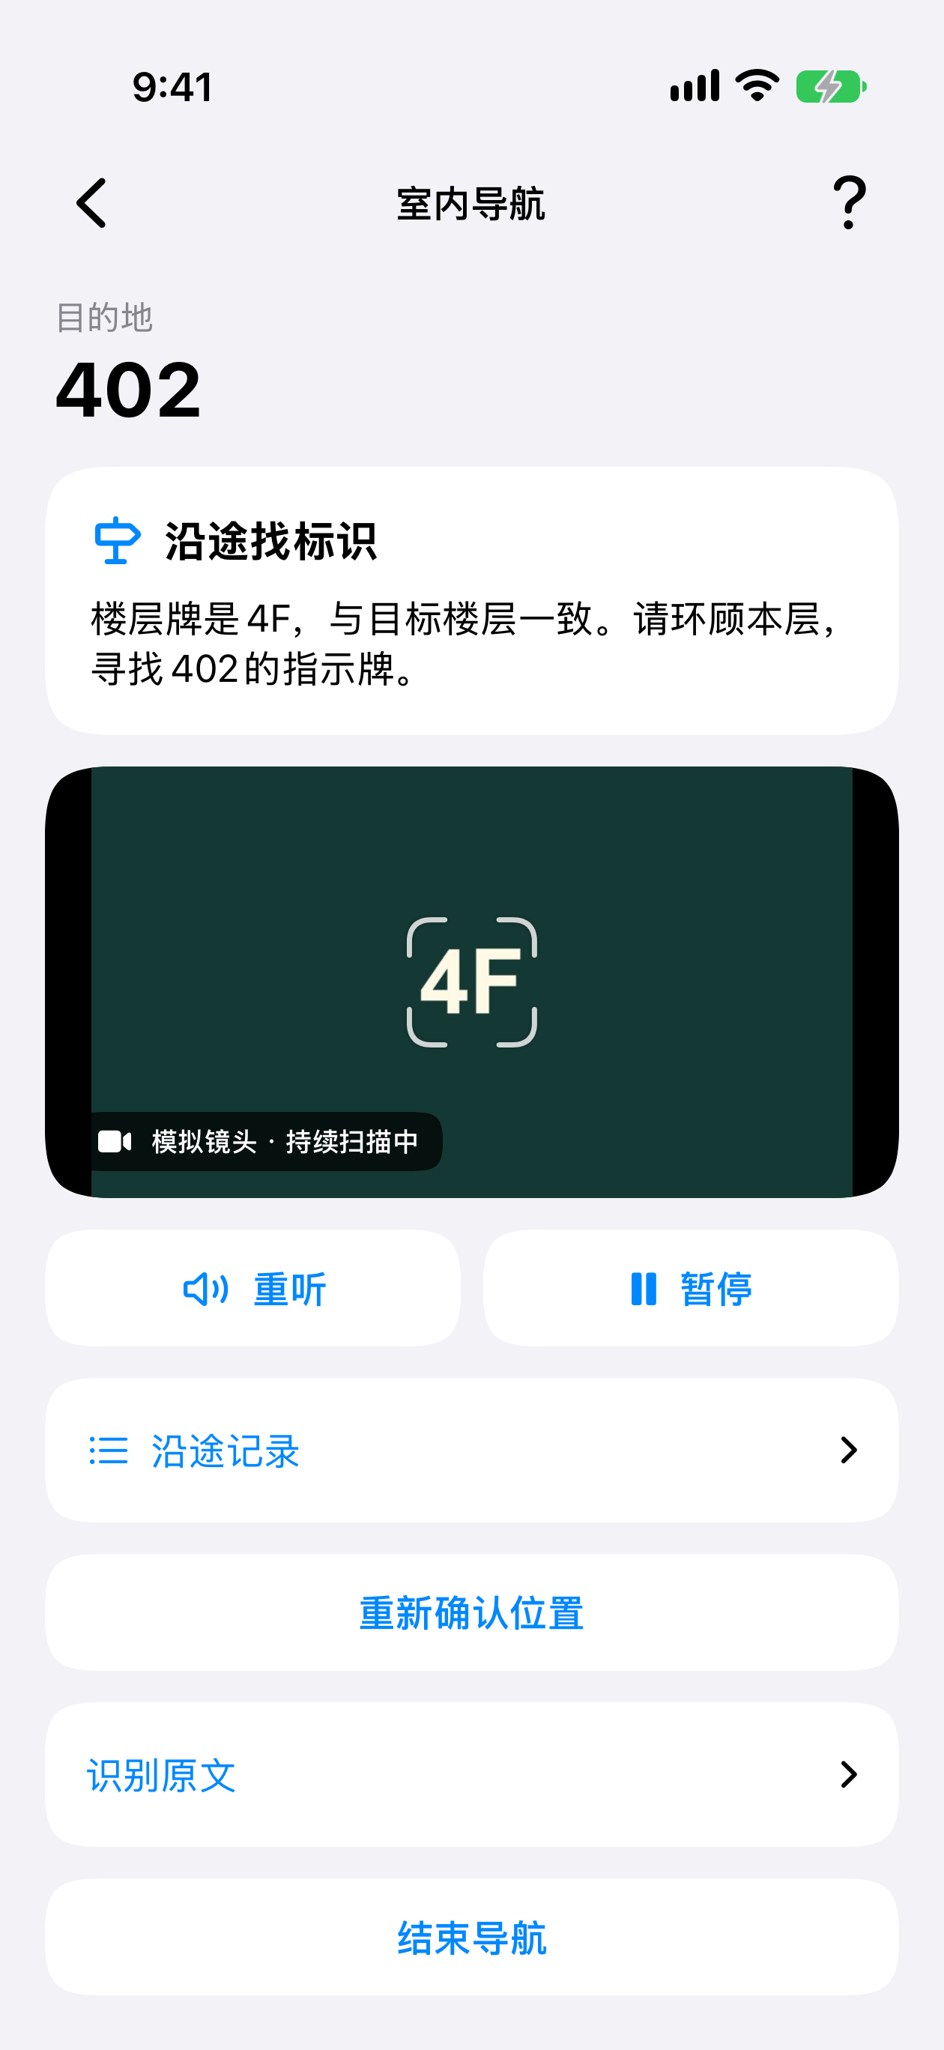 9:41
室内导航
目的地
402
沿途找标识
楼层牌是 4F，与目标楼层一致。请环顾本层，
寻找 402 的指示牌。
4F
模拟镜头 · 持续扫描中
重听
暂停
沿途记录
重新确认位置
识别原文
结束导航